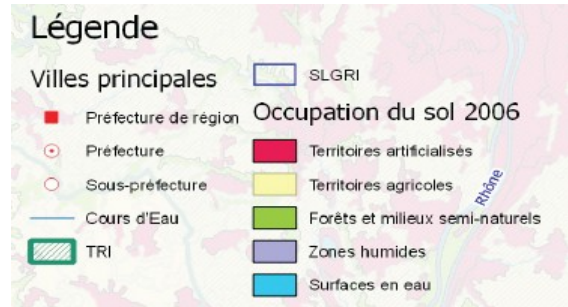 Légende
Villes principales
Préfecture de région
Préfecture
Sous-préfecture
Cours d'Eau
TRI
SLGRI
Occupation du sol 2006
Territoires artificialisés
Territoires agricoles
Forêts et milieux semi-naturels
Zones humides
Surfaces en eau
Rhône